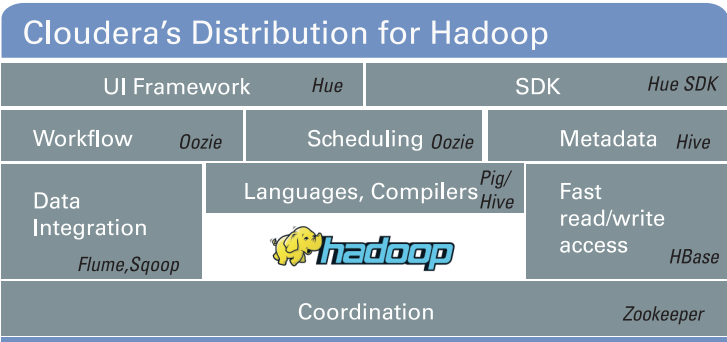 Cloudera's Distribution for Hadoop
UI Framework Hue
SDK Hue SDK
Workflow Oozie
Scheduling Oozie
Metadata Hive
Data
Integration
Flume,Sqoop
Languages, Compilers Pig/
Hive
hadoop
Fast
read/write
access
HBase
Coordination Zookeeper